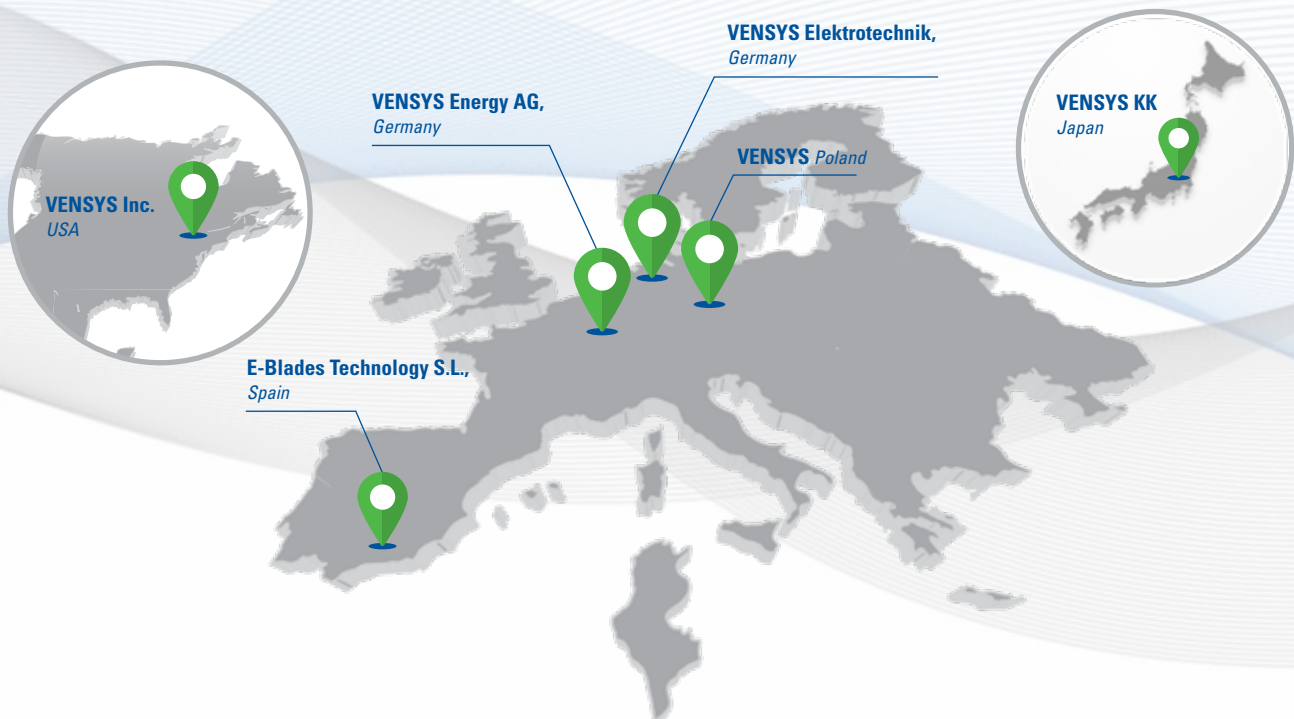 VENSYS Elektrotechnik,
Germany
VENSYS Energy AG,
Germany
VENSYS KK
Japan
VENSYS Poland
VENSYS Inc.
USA
E-Blades Technology S.L.,
Spain